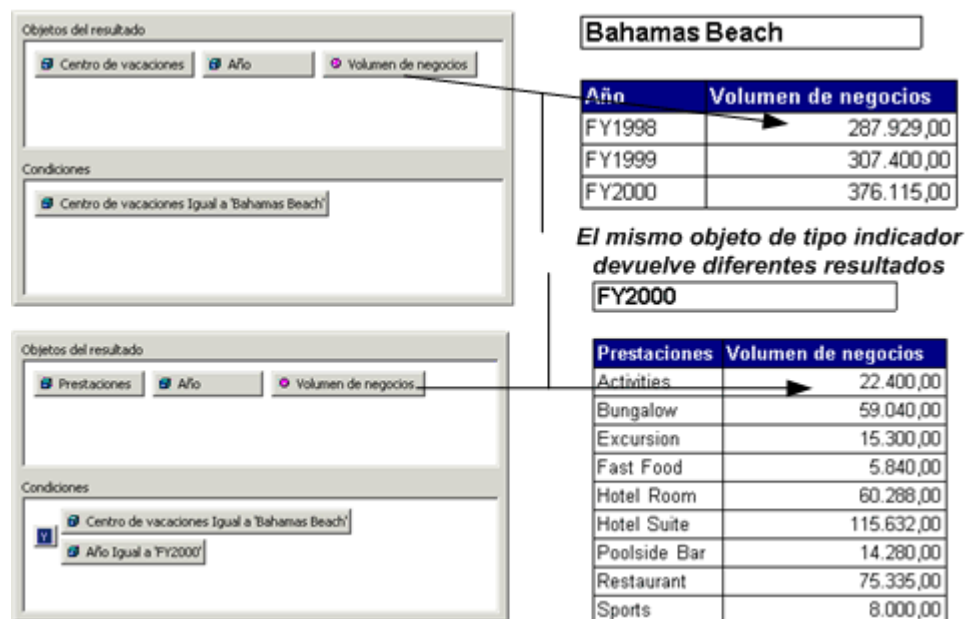 Objetos del resultado
Centro de vacaciones Año Volumen de negocios
Condiciones
Centro de vacaciones Igual a 'Bahamas Beach'
Bahamas Beach
Año Volumen de negocios
FY1998 287.929,00
FY1999 307.400,00
FY2000 376.115,00
El mismo objeto de tipo indicador
devuelve diferentes resultados
Objetos del resultado
Prestaciones Año Volumen de negocios
Condiciones
Y
Centro de vacaciones Igual a 'Bahamas Beach'
Año Igual a 'FY2000'
FY2000
Prestaciones Volumen de negocios
Activities 22.400,00
Bungalow 59.040,00
Excursion 15.300,00
Fast Food 5.840,00
Hotel Room 60.288,00
Hotel Suite 115.632,00
Poolside Bar 14.280,00
Restaurant 75.335,00
Sports 8.000,00